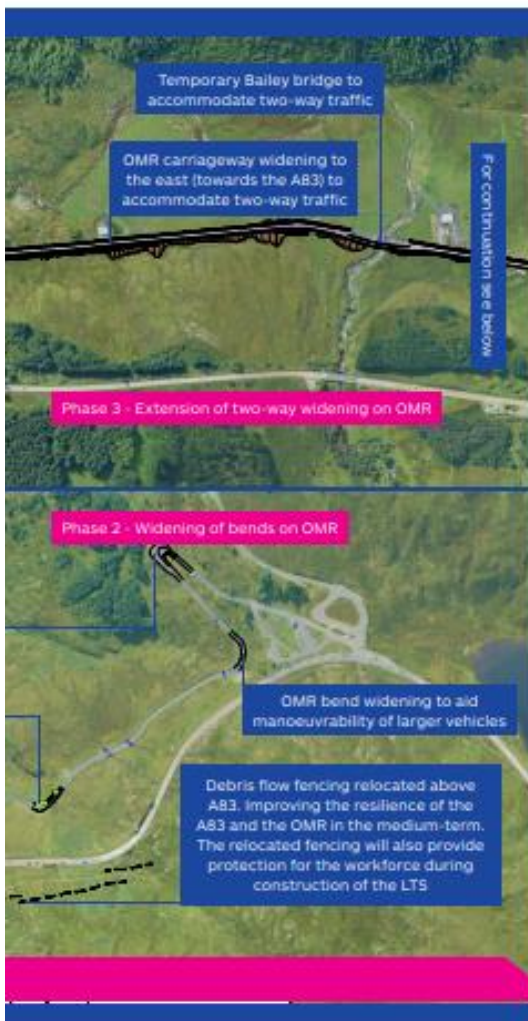 Temporary Bailey bridge to
accommodate two-way traffic
OMR carriageway widening to
the east (towards the A83) to
accommodate two-way traffic
For continuation see below
Phase 3 - Extension of two-way widening on OMR
Phase 2 - Widening of bends on OMR
OMR bend widening to aid
manoeuvrability of larger vehicles
Debris flow fencing relocated above
A83. Improving the resilience of the
A83 and the OMR in the medium-term.
The relocated fencing will also provide
protection for the workforce during
construction of the LTS